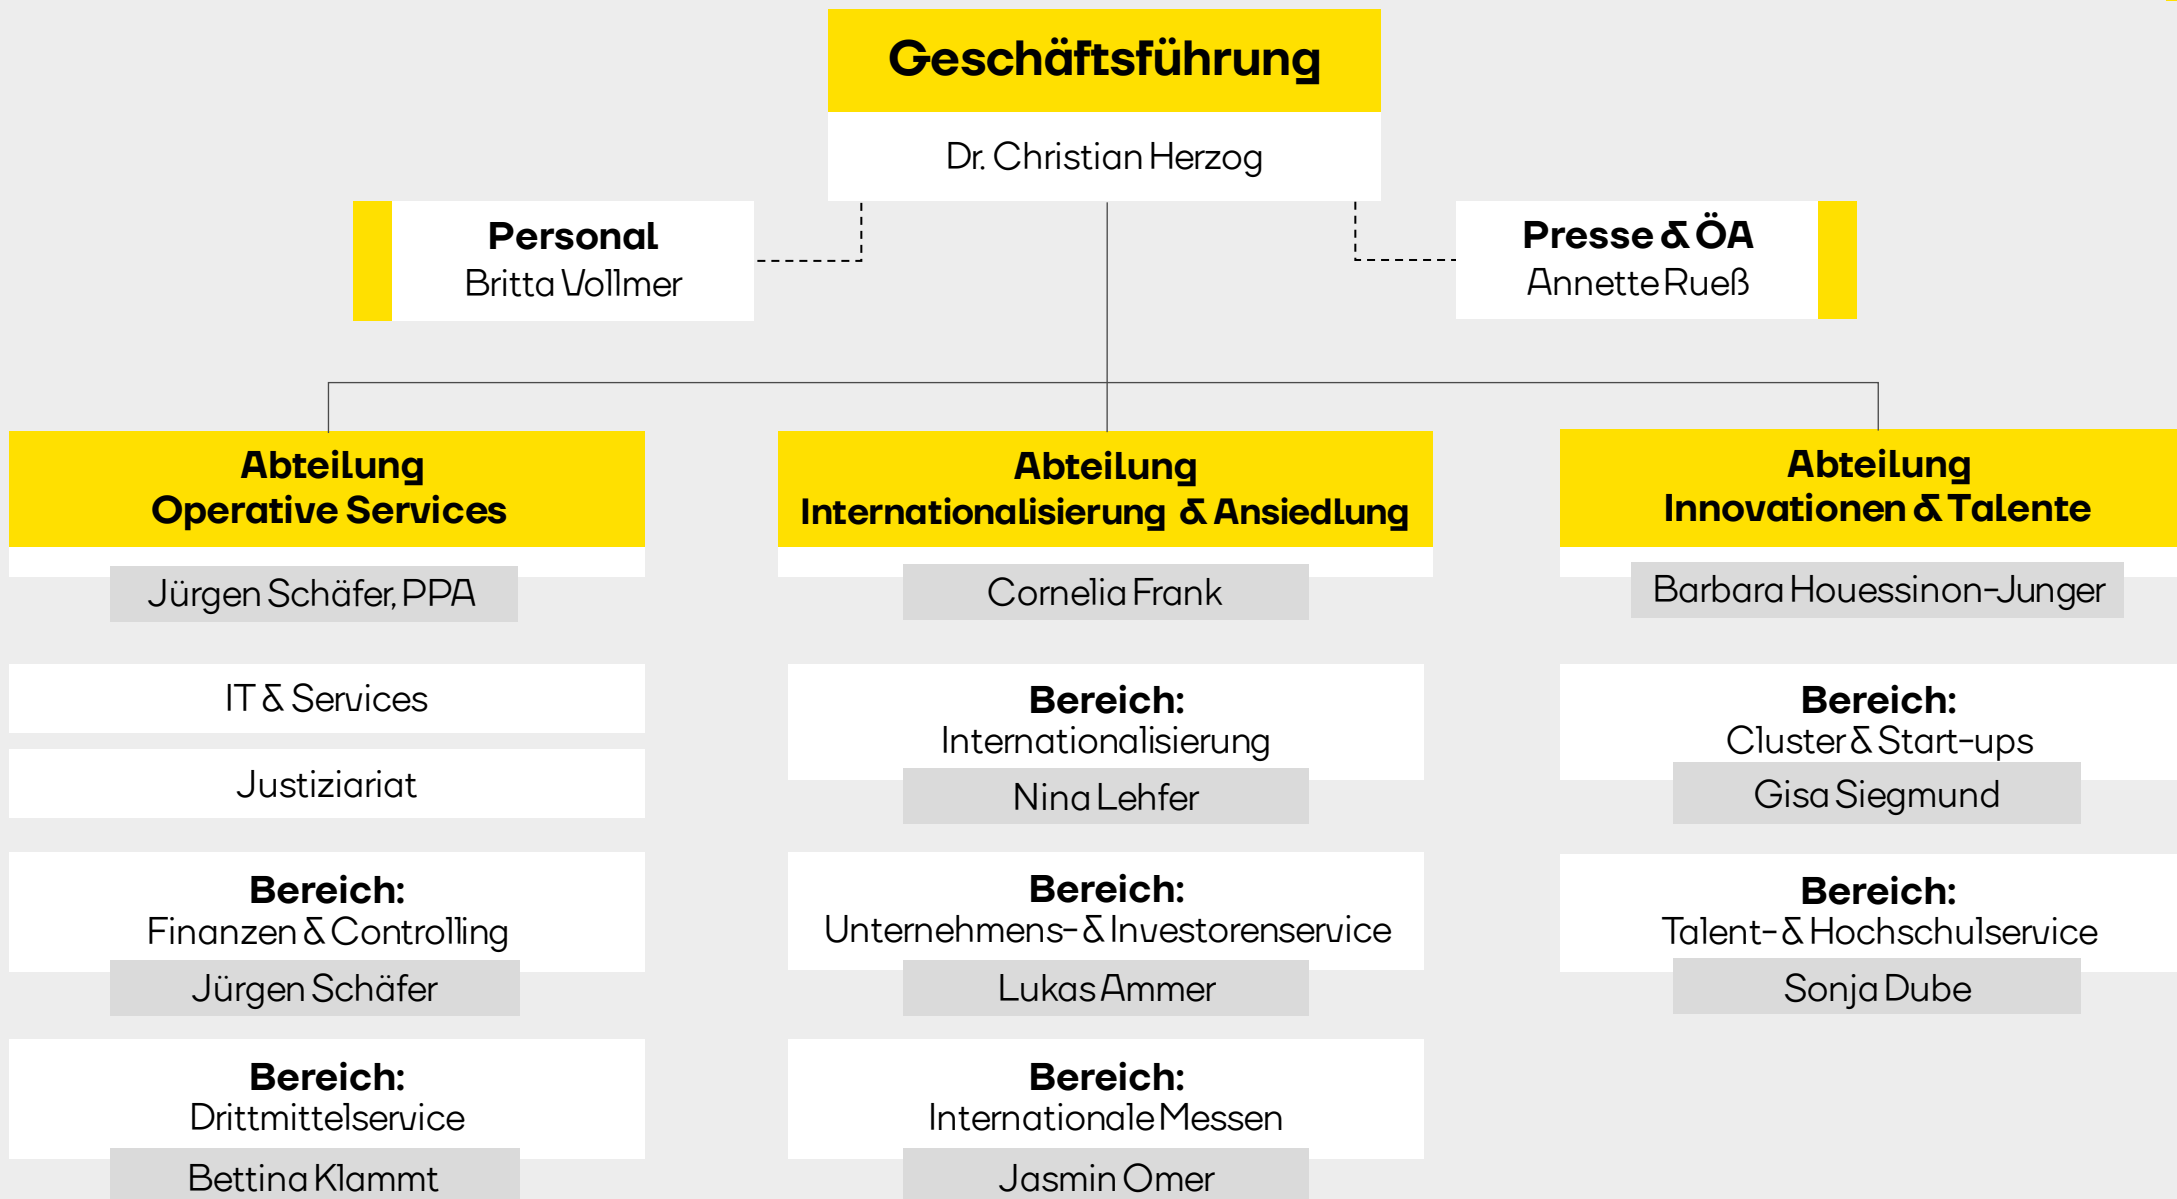 Geschäftsführung
Dr. Christian Herzog
Personal
Britta Vollmer
Presse & ÖA
Annette Rueß
Abteilung
Operative Services
Jürgen Schäfer, PPA
IT & Services
Justiziariat
Bereich:
Finanzen & Controlling
Jürgen Schäfer
Bereich:
Drittmittelservice
Bettina Klammt
Abteilung
Internationalisierung & Ansiedlung
Cornelia Frank
Bereich:
Internationalisierung
Nina Lehfer
Bereich:
Unternehmens- & Investorenservice
Lukas Ammer
Bereich:
Internationale Messen
Jasmin Omer
Abteilung
Innovationen & Talente
Barbara Houessinon-Junger
Bereich:
Cluster & Start-ups
Gisa Siegmund
Bereich:
Talent- & Hochschulservice
Sonja Dube